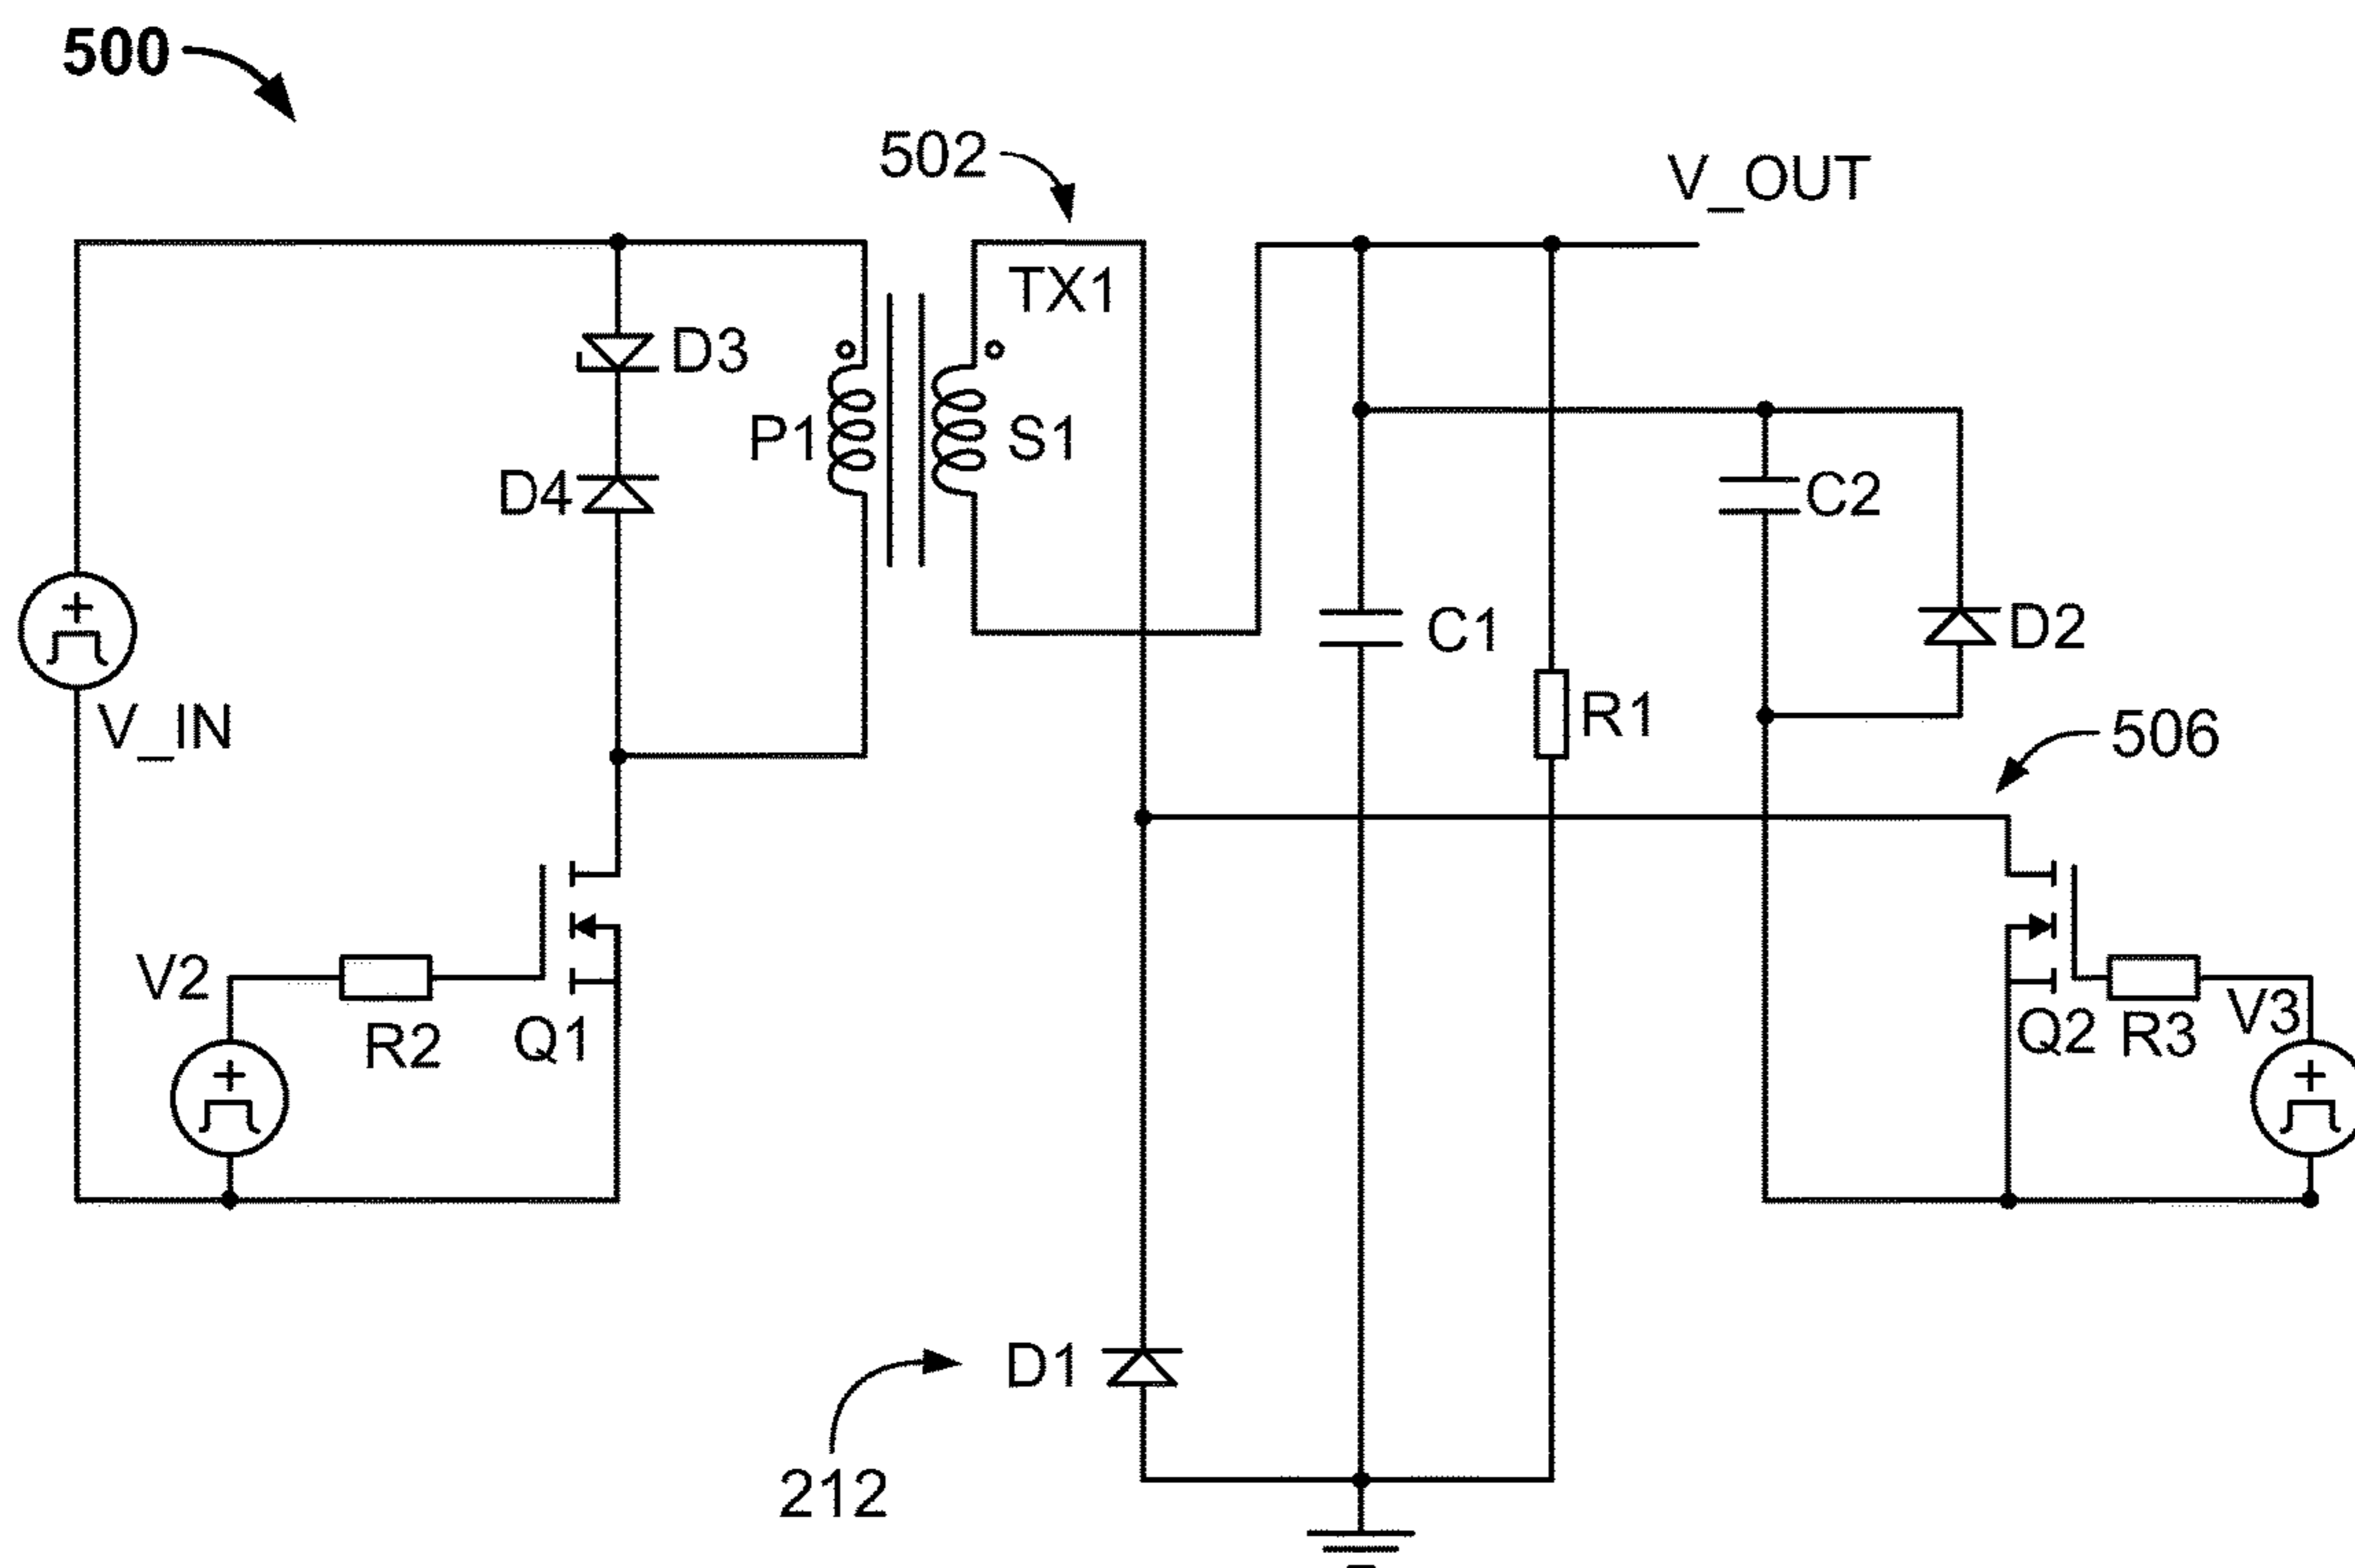 500
502
V_OUT
TX1
D3
P1
S1
D4
C2
C1
D2
V_IN
R1
506
V2
R2
Q1
Q2
R3
V3
D1
212